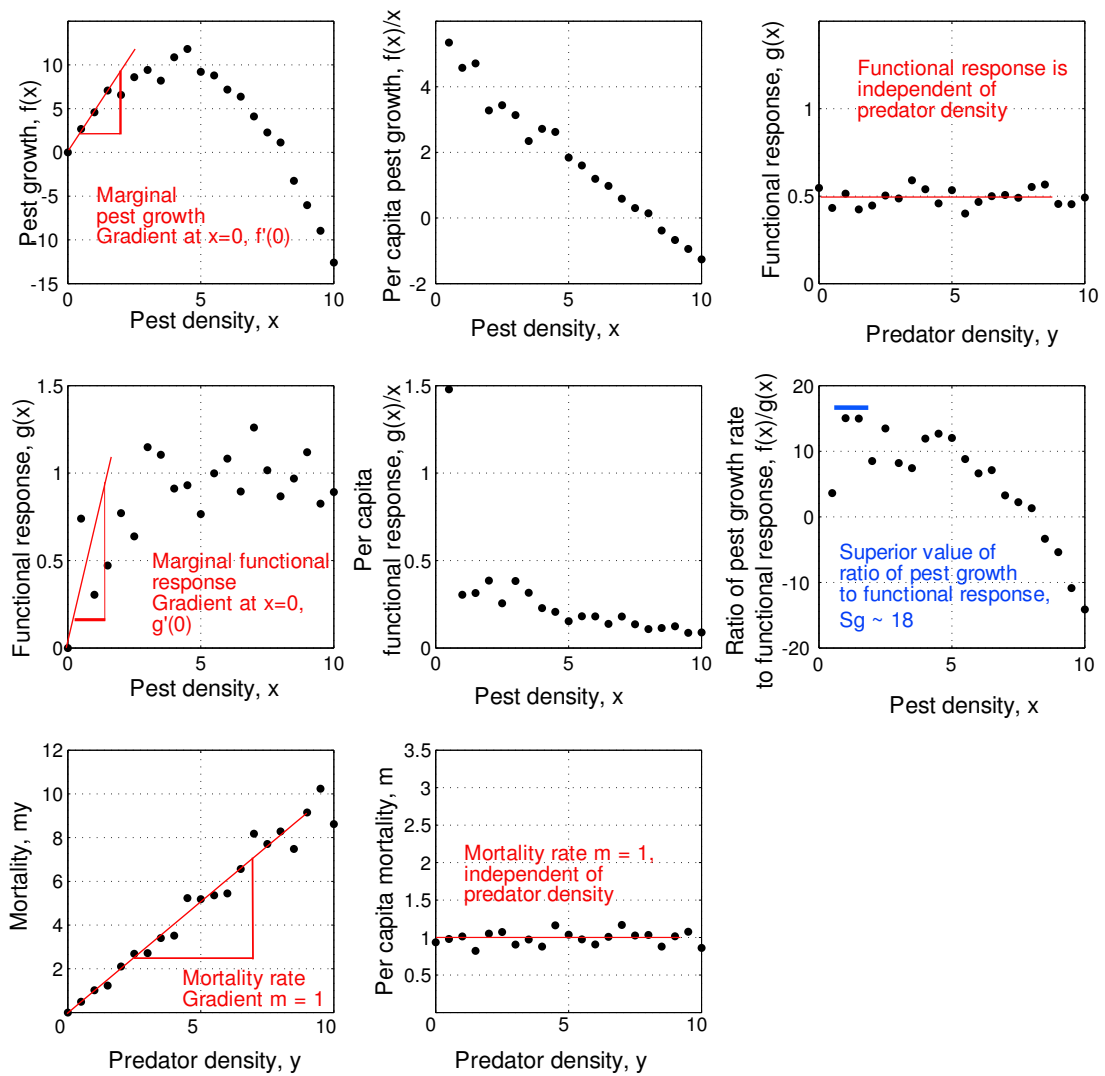 Pest growth, f(x)
10
5
0
-5
-10
-15
0
5
10
Pest density, x
Marginal
pest growth
Gradient at x=0, f'(0)
Per capita pest growth, f(x)/x
4
2
0
-2
0
5
10
Pest density, x
Functional response, g(x)
1
0.5
0
0
5
10
Predator density, y
Functional response is
independent of
predator density
Functional response, g(x)
1.5
1
0.5
0
0
5
10
Pest density, x
Marginal functional
response
Gradient at x=0,
g'(0)
Per capita
functional response, g(x)/x
1.5
1
0.5
0
0
5
10
Pest density, x
Ratio of pest growth rate
to functional response, f(x)/g(x)
20
10
0
-10
-20
0
5
10
Pest density, x
Superior value of
ratio of pest growth
to functional response,
Sg ~ 18
Mortality, my
12
10
8
6
4
2
0
5
10
Predator density, y
Mortality rate
Gradient m = 1
Per capita mortality, m
3.5
3
2.5
2
1.5
1
0.5
0
5
10
Predator density, y
Mortality rate m = 1,
independent of
predator density